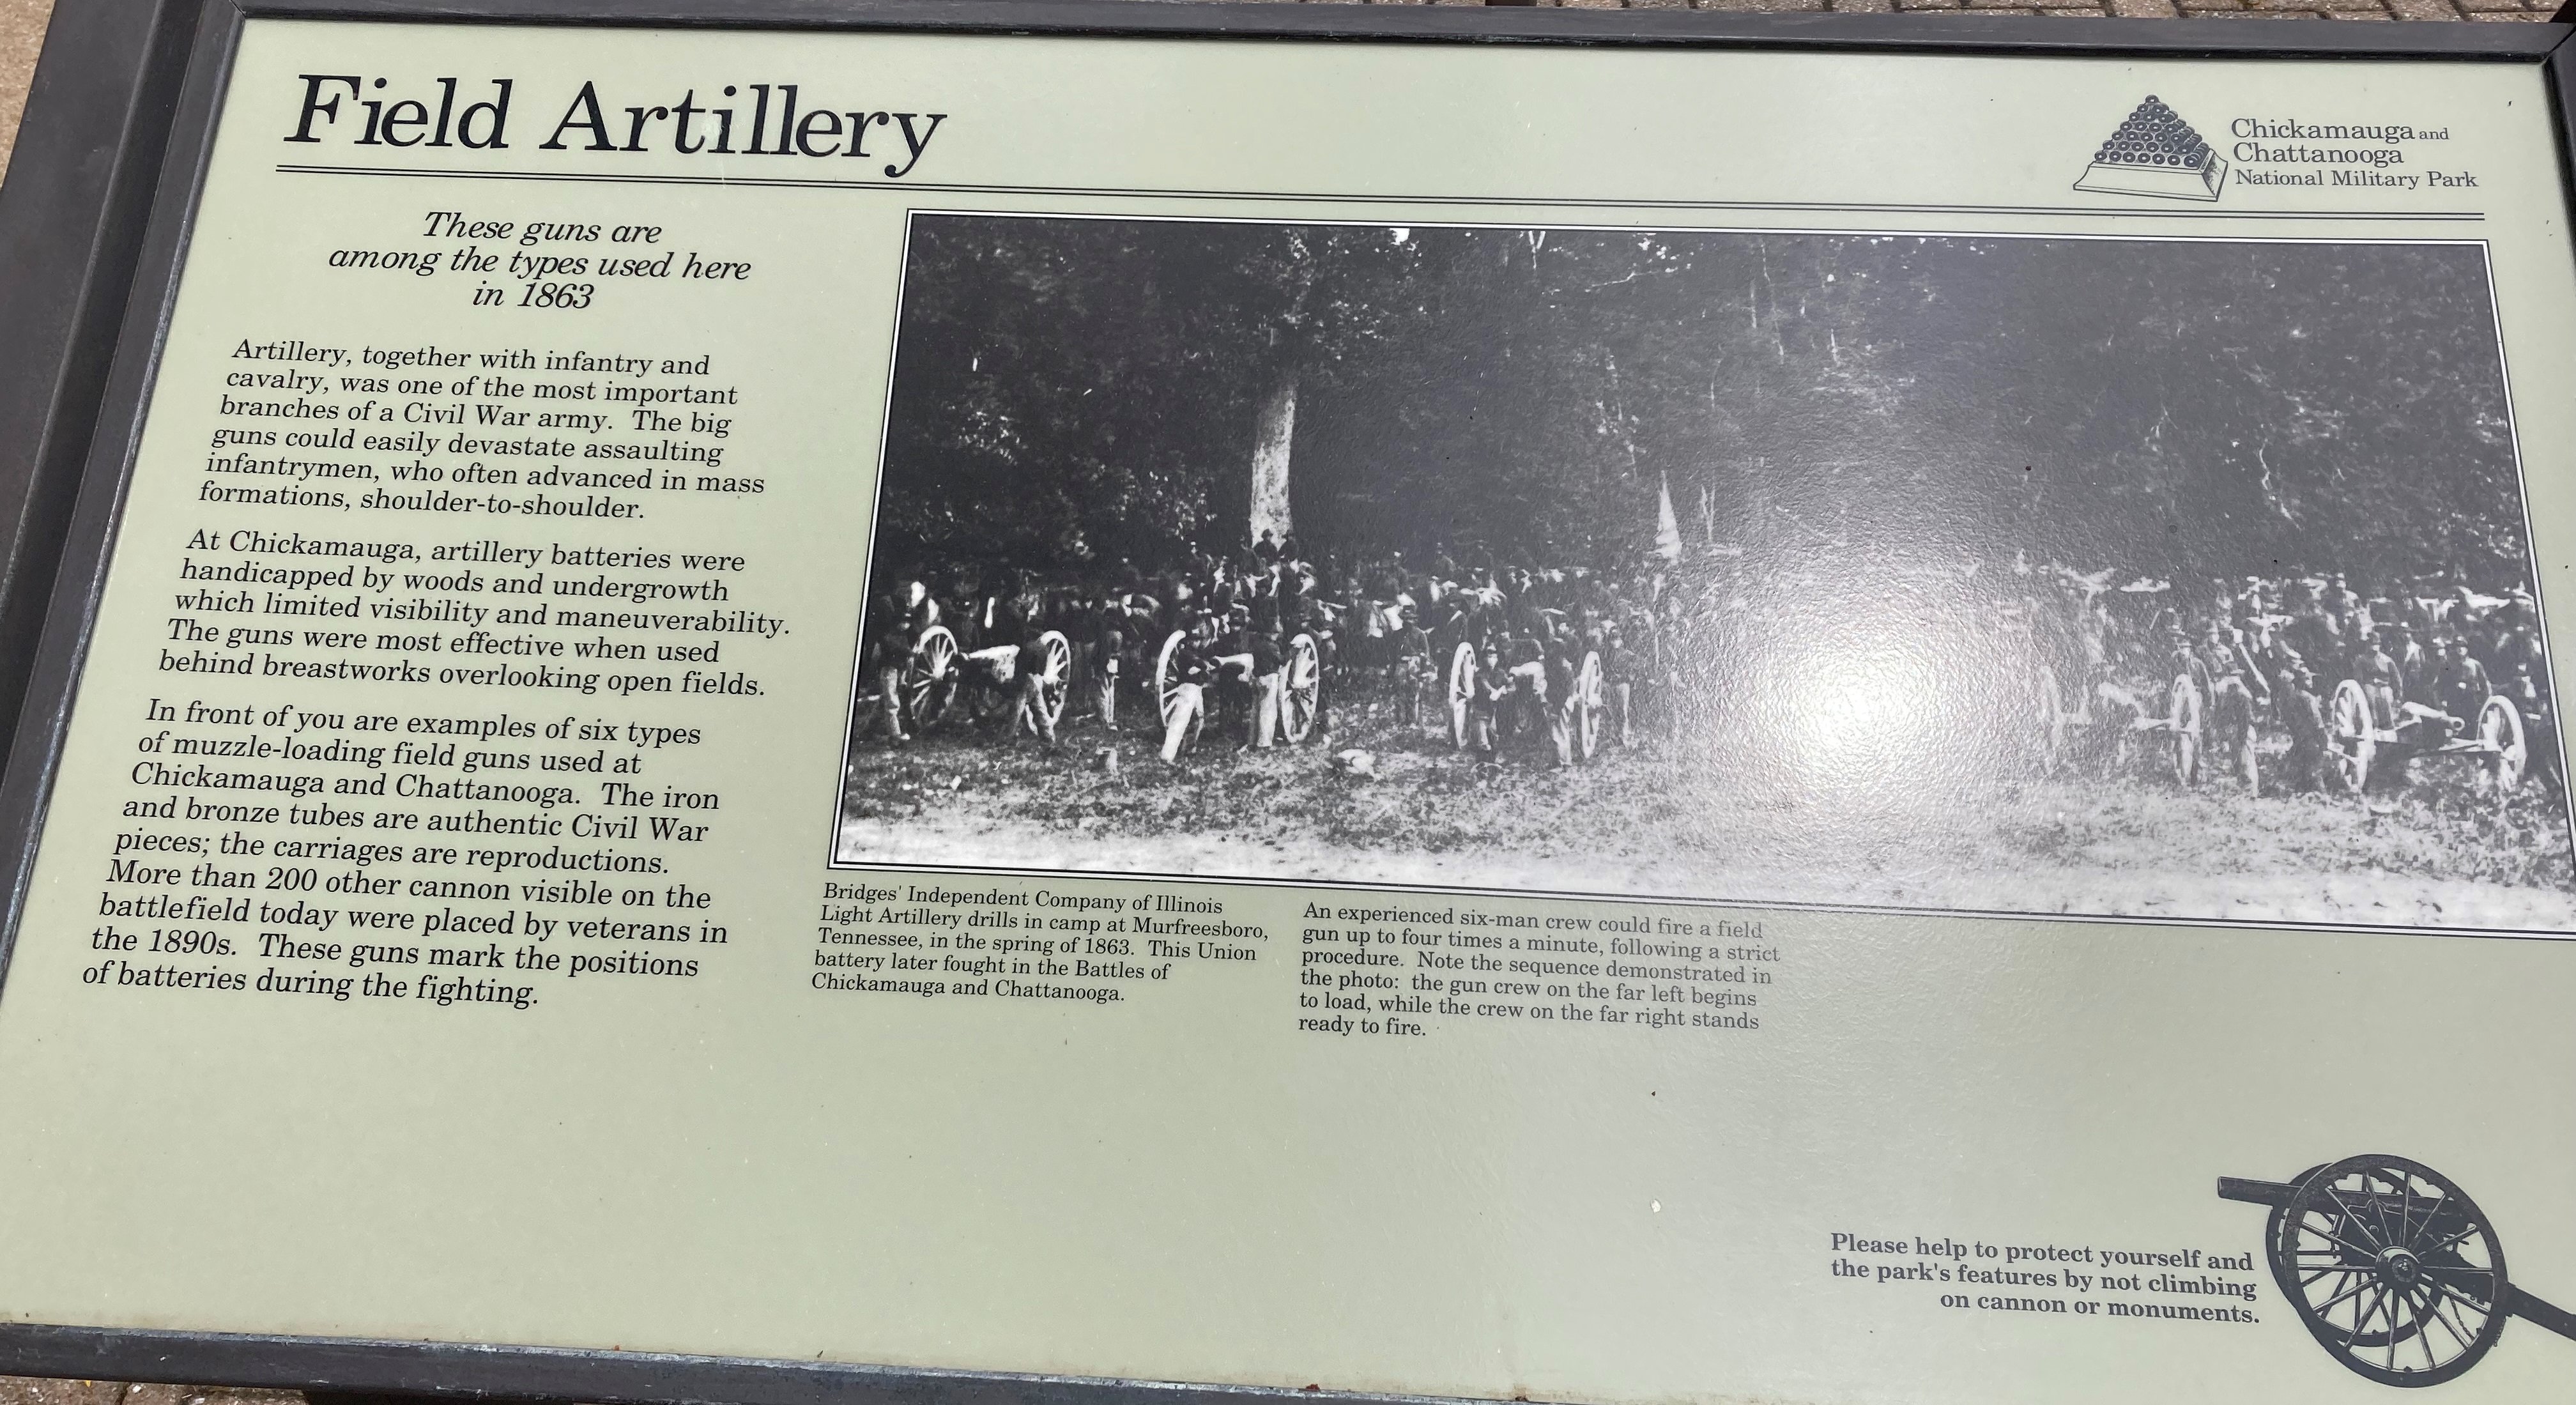 Field Artillery
Chickamauga and
Chattanooga
National Military Park
These guns are
among the types used here
in 1863
Artillery, together with infantry and
cavalry, was one of the most important
branches of a Civil War army. The big
guns could easily devastate assaulting
infantrymen, who often advanced in mass
formations, shoulder-to-shoulder.
At Chickamauga, artillery batteries were
handicapped by woods and undergrowth
which limited visibility and maneuverability.
The guns were most effective when used
behind breastworks overlooking open fields.
In front of you are examples of six types
of muzzle-loading field guns used at
Chickamauga and Chattanooga. The iron
and bronze tubes are authentic Civil War
pieces; the carriages are reproductions.
More than 200 other cannon visible on the
battlefield today were placed by veterans in
the 1890s. These guns mark the positions
of batteries during the fighting.
Bridges' Independent Company of Illinois
Light Artillery drills in camp at Murfreesboro,
Tennessee, in the spring of 1863. This Union
battery later fought in the Battles of
Chickamauga and Chattanooga.
An experienced six-man crew could fire a field
gun up to four times a minute, following a strict
procedure. Note the sequence demonstrated in
the photo: the gun crew on the far left begins
to load, while the crew on the far right stands
ready to fire.
Please help to protect yourself and
the park's features by not climbing
on cannon or monuments.